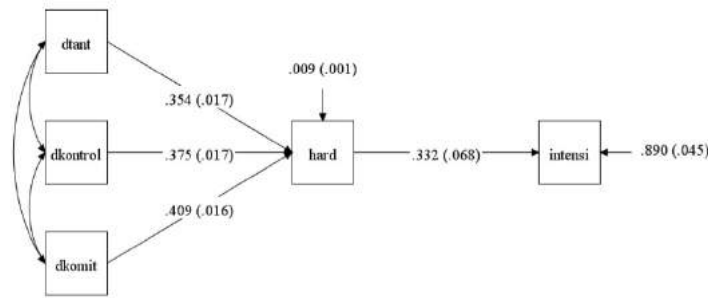 dtant
.009 (.001)
.354 (.017)
dkontrol
.375 (.017)
hard
.332 (.068)
intensi
.890 (.045)
.409 (.016)
dkomit